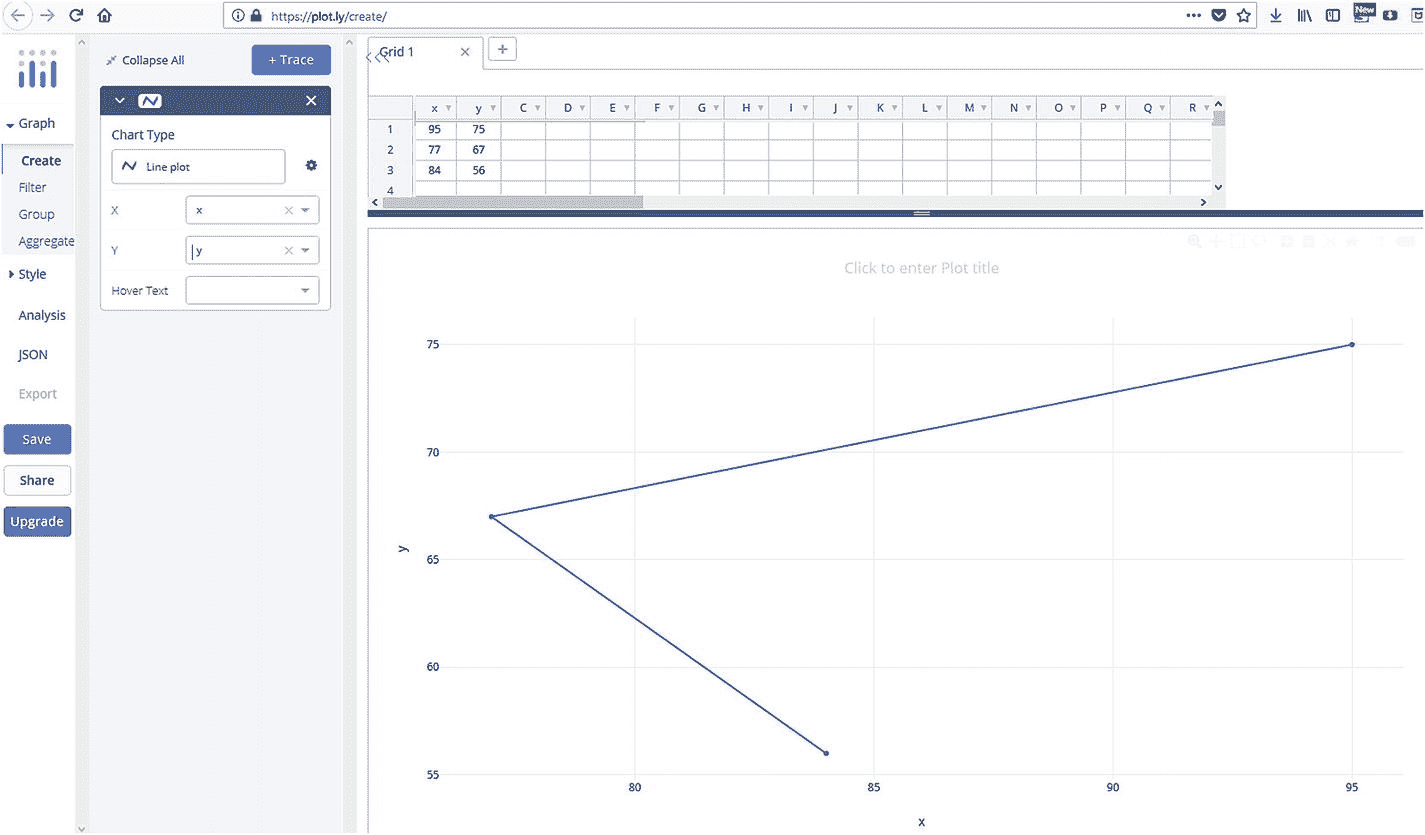 https://plot.ly/create/
New
Collapse All
+ Trace
Graph
Create
Filter
Group
Aggregate
Style
Analysis
JSON
Export
Save
Share
Upgrade
Chart Type
Line plot
X x
Y y
Hover Text
Grid 1
+
x y C D E F G H I J K L M N O P Q R
1 95 75
2 77 67
3 84 56
4
Click to enter Plot title
75
70
65
60
55
y
80 85 90 95
x